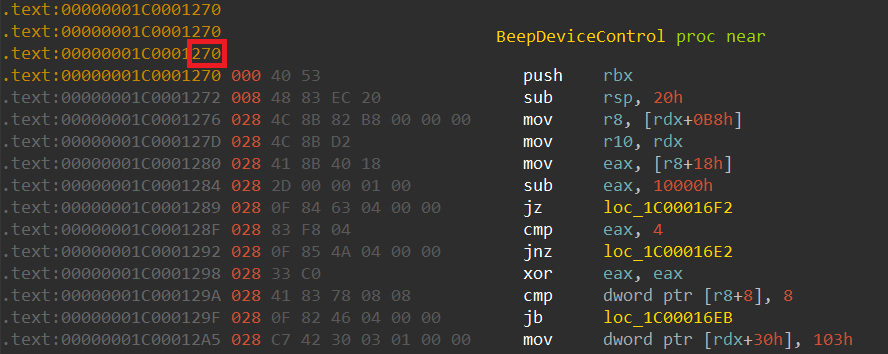 .text:00000001C0001270
.text:00000001C0001270
.text:00000001C0001270 BeepDeviceControl proc near
.text:00000001C0001270 000 40 53 push rbx
.text:00000001C0001272 008 48 83 EC 20 sub rsp, 20h
.text:00000001C0001276 028 4C 8B 82 B8 00 00 00 mov r8, [rdx+0B8h]
.text:00000001C000127D 028 4C 8B D2 mov r10, rdx
.text:00000001C0001280 028 41 8B 40 18 mov eax, [r8+18h]
.text:00000001C0001284 028 2D 00 00 01 00 sub eax, 10000h
.text:00000001C0001289 028 0F 84 63 04 00 00 jz loc_1C00016F2
.text:00000001C000128F 028 83 F8 04 cmp eax, 4
.text:00000001C0001292 028 0F 85 4A 04 00 00 jnz loc_1C00016E2
.text:00000001C0001298 028 33 C0 xor eax, eax
.text:00000001C000129A 028 41 83 78 08 08 cmp dword ptr [r8+8], 8
.text:00000001C000129F 028 0F 82 46 04 00 00 jb loc_1C00016EB
.text:00000001C00012A5 028 C7 42 30 03 01 00 00 mov dword ptr [rdx+30h], 103h